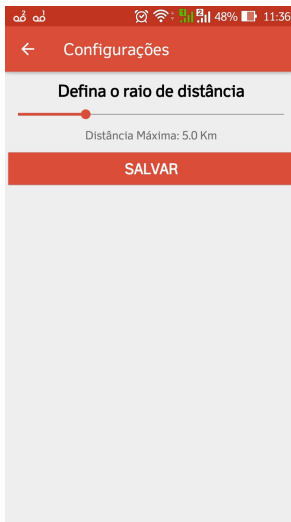 48% 11:36
Configurações
Defina o raio de distância
Distância Máxima: 5.0 Km
SALVAR